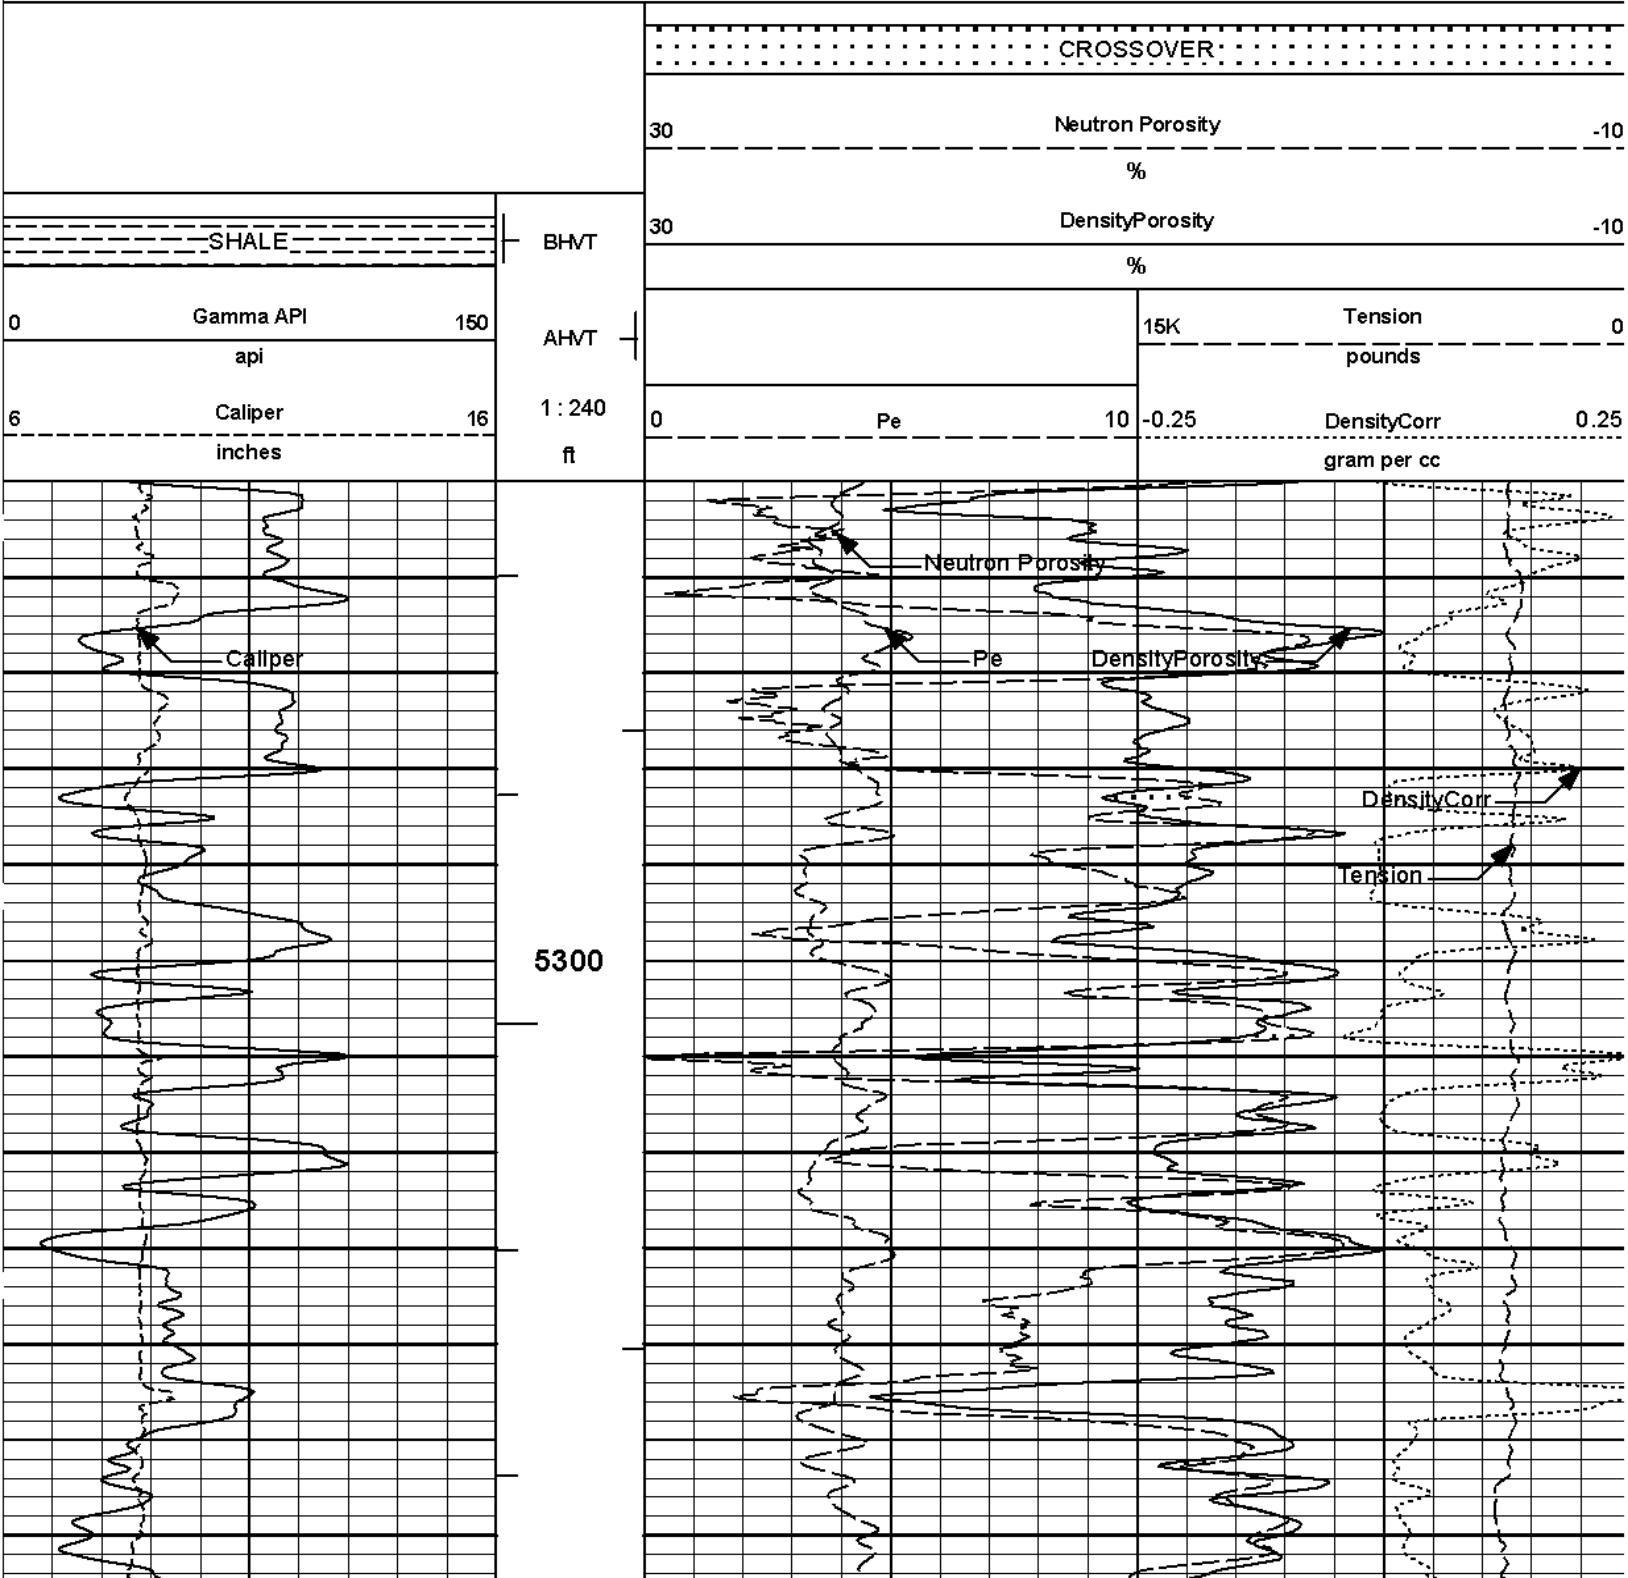 CROSSOVER
Neutron Porosity
30 -10
%
DensityPorosity
30 -10
%
SHALE
BHVT
Gamma API
0 150
api
AHVT
Tension
15K 0
pounds
Caliper
6 16
inches
1 : 240
ft
0 Pe 10
-0.25 DensityCorr 0.25
gram per cc
Neutron Porosity
Caliper
Pe
DensityPorosity
DensityCorr
Tension
5300